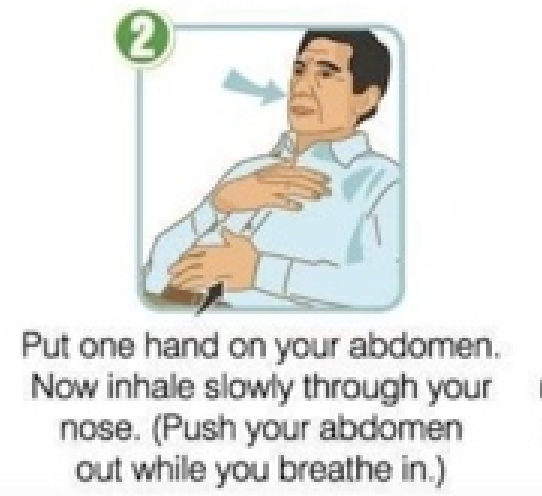 2
Put one hand on your abdomen.
Now inhale slowly through your
nose. (Push your abdomen
out while you breathe in.)